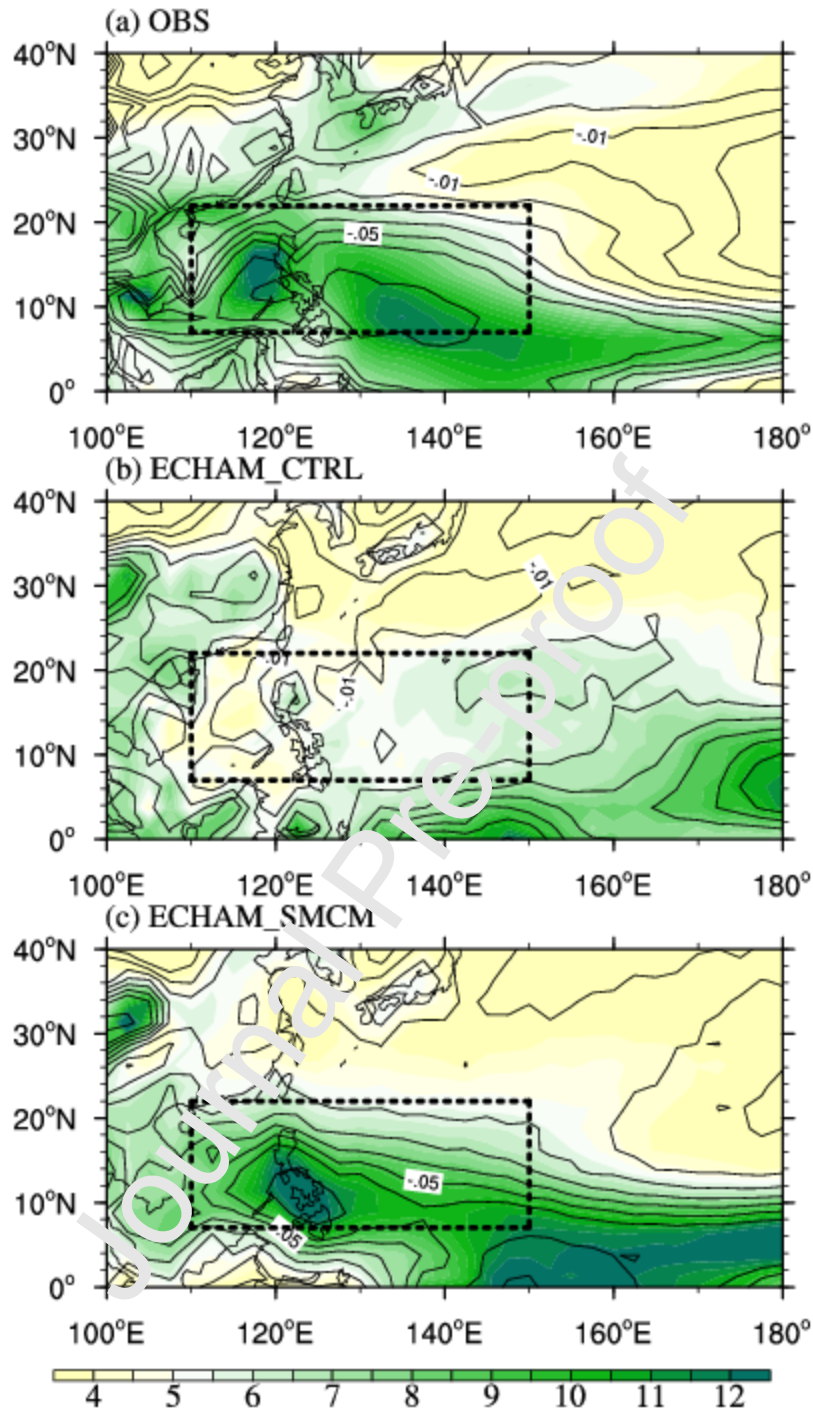 (a) OBS
40°N
30°N
20°N
10°N
0°
-.01
-.01
-.05
100°E 120°E 140°E 160°E 180°
(b) ECHAM_CTRL
40°N
30°N
20°N
10°N
0°
-.01
-.01
-.01
100°E 120°E 140°E 160°E 180°
(c) ECHAM_SMCM
40°N
30°N
20°N
10°N
0°
-.05
-.05
100°E 120°E 140°E 160°E 180°
4 5 6 7 8 9 10 11 12
Journal Pre-proof